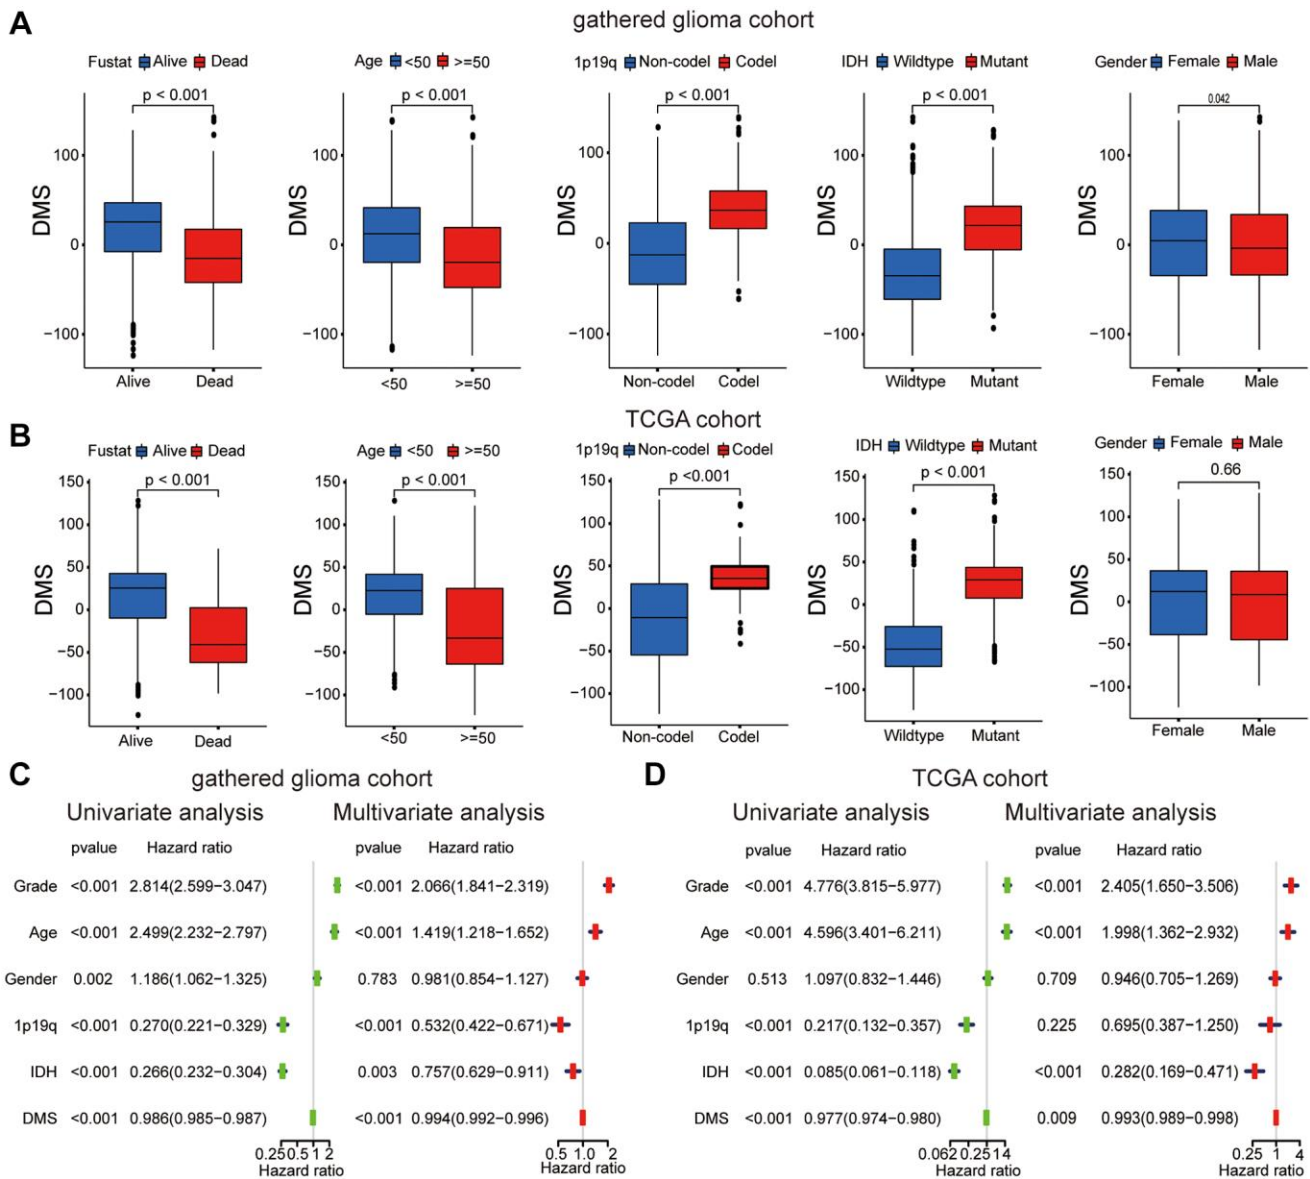 A
gathered glioma cohort
Fustat Alive Dead
Age <50 >=50
1p19q Non-codel Codel
IDH Wildtype Mutant
Gender Female Male
p < 0.001
p < 0.001
p < 0.001
p < 0.001
0.042
DMS
100
0
−100
Alive Dead
DMS
100
0
−100
<50 >=50
DMS
100
0
−100
Non-codel Codel
DMS
100
0
−100
Wildtype Mutant
DMS
100
0
−100
Female Male
B
TCGA cohort
Fustat Alive Dead
Age <50 >=50
1p19q Non-codel Codel
IDH Wildtype Mutant
Gender Female Male
p < 0.001
p < 0.001
p <0.001
p < 0.001
0.66
DMS
150
100
50
0
−50
−100
Alive Dead
DMS
150
100
50
0
−50
−100
<50 >=50
DMS
150
100
50
0
−50
−100
Non-codel Codel
DMS
150
100
50
0
−50
−100
Wildtype Mutant
DMS
150
100
50
0
−50
−100
Female Male
C
gathered glioma cohort
Univariate analysis Multivariate analysis
pvalue Hazard ratio pvalue Hazard ratio
Grade <0.001 2.814(2.599−3.047) <0.001 2.066(1.841−2.319)
Age <0.001 2.499(2.232−2.797) <0.001 1.419(1.218−1.652)
Gender 0.002 1.186(1.062−1.325) 0.783 0.981(0.854−1.127)
1p19q <0.001 0.270(0.221−0.329) <0.001 0.532(0.422−0.671)
IDH <0.001 0.266(0.232−0.304) 0.003 0.757(0.629−0.911)
DMS <0.001 0.986(0.985−0.987) <0.001 0.994(0.992−0.996)
0.25 0.5 1 2 0.5 1.0 2
Hazard ratio Hazard ratio
D
TCGA cohort
Univariate analysis Multivariate analysis
pvalue Hazard ratio pvalue Hazard ratio
Grade <0.001 4.776(3.815−5.977) <0.001 2.405(1.650−3.506)
Age <0.001 4.596(3.401−6.211) <0.001 1.998(1.362−2.932)
Gender 0.513 1.097(0.832−1.446) 0.709 0.946(0.705−1.269)
1p19q <0.001 0.217(0.132−0.357) 0.225 0.695(0.387−1.250)
IDH <0.001 0.085(0.061−0.118) <0.001 0.282(0.169−0.471)
DMS <0.001 0.977(0.974−0.980) 0.009 0.993(0.989−0.998)
0.062 0.25 1 4 0.25 1 4
Hazard ratio Hazard ratio